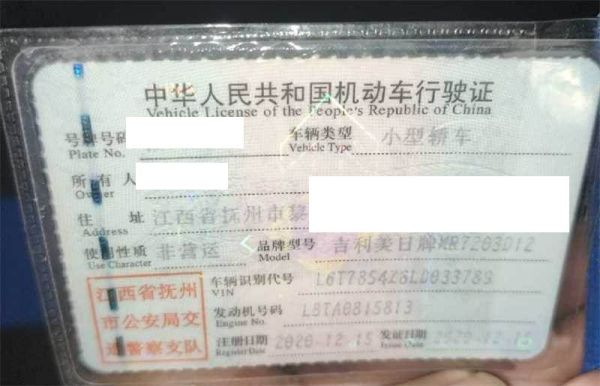 中华人民共和国机动车行驶证
Vehicle License of the People's Republic of China
号牌号码 车辆类型 小型轿车
Plate No. Vehicle Type
所有人
Owner
住 址 江西省抚州市黎
Address
使用性质 非营运 品牌型号 吉利美日牌MR7203D12
Use Character Model
江西省抚州市公安局交通警察支队
车辆识别代号
VIN
发动机号码 L8TA0815813
Engine No.
注册日期 2020-12-15 发证日期 2020-12-15
Register Date Issue Date